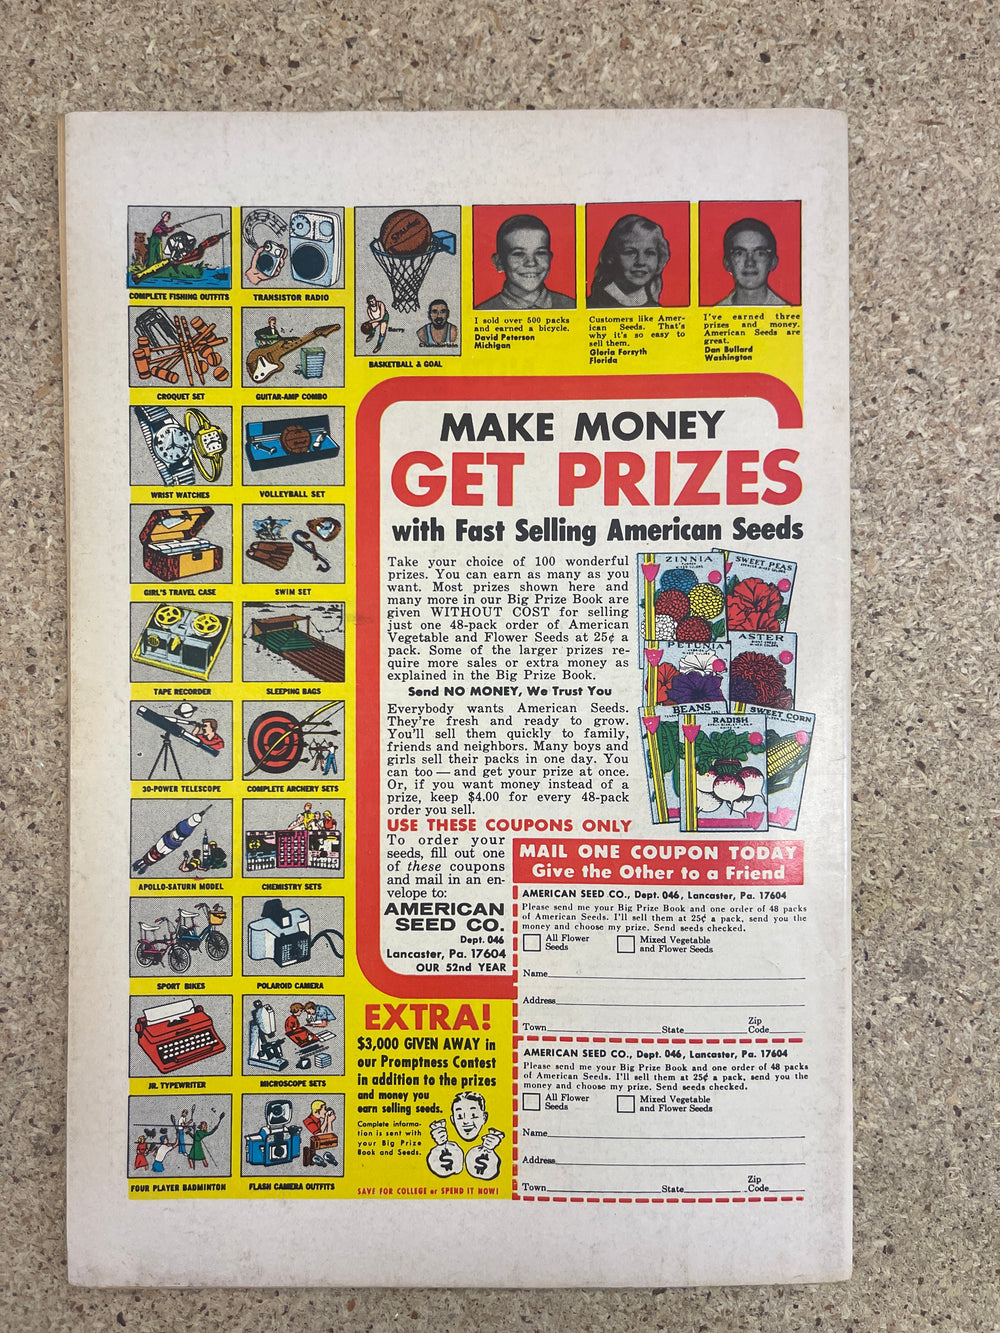 COMPLETE FISHING OUTFITS
TRANSISTOR RADIO
CROQUET SET
GUITAR-AMP COMBO
WRIST WATCHES
VOLLEYBALL SET
GIRL'S TRAVEL CASE
SWIM SET
TAPE RECORDER
SLEEPING BAGS
30-POWER TELESCOPE
COMPLETE ARCHERY SETS
APOLLO-SATURN MODEL
CHEMISTRY SETS
SPORT BIKES
POLAROID CAMERA
JR. TYPEWRITER
MICROSCOPE SETS
FOUR PLAYER BADMINTON
FLASH CAMERA OUTFITS
SPALDING
Barry
BASKETBALL & GOAL
I sold over 500 packs
and earned a bicycle.
David Peterson
Michigan
Customers like Amer-
ican Seeds. That's
why it's so easy to
sell them.
Gloria Forsyth
Florida
I've earned three
prizes and money.
American Seeds are
great.
Dan Bullard
Washington
MAKE MONEY
GET PRIZES
with Fast Selling American Seeds
Take your choice of 100 wonderful
prizes. You can earn as many as you
want. Most prizes shown here and
many more in our Big Prize Book are
given WITHOUT COST for selling
just one 48-pack order of American
Vegetable and Flower Seeds at 25¢ a
pack. Some of the larger prizes re-
quire more sales or extra money as
explained in the Big Prize Book.
Send NO MONEY, We Trust You
Everybody wants American Seeds.
They're fresh and ready to grow.
You'll sell them quickly to family,
friends and neighbors. Many boys and
girls sell their packs in one day. You
can too — and get your prize at once.
Or, if you want money instead of a
prize, keep $4.00 for every 48-pack
order you sell.
USE THESE COUPONS ONLY
To order your
seeds, fill out one
of these coupons
and mail in an en-
velope to:
AMERICAN
SEED CO.
Dept. 046
Lancaster, Pa. 17604
OUR 52nd YEAR
ZINNIA
SWEET PEAS
PETUNIA
ASTER
BEANS
RADISH
SWEET CORN
MAIL ONE COUPON TODAY
Give the Other to a Friend
AMERICAN SEED CO., Dept. 046, Lancaster, Pa. 17604
Please send me your Big Prize Book and one order of 48 packs
of American Seeds. I'll sell them at 25¢ a pack, send you the
money and choose my prize. Send seeds checked.
All Flower
Seeds
Mixed Vegetable
and Flower Seeds
Name
Address
Town State Zip
Code
AMERICAN SEED CO., Dept. 046, Lancaster, Pa. 17604
Please send me your Big Prize Book and one order of 48 packs
of American Seeds. I'll sell them at 25¢ a pack, send you the
money and choose my prize. Send seeds checked.
All Flower
Seeds
Mixed Vegetable
and Flower Seeds
Name
Address
Town State Zip
Code
EXTRA!
$3,000 GIVEN AWAY in
our Promptness Contest
in addition to the prizes
and money you
earn selling seeds.
Complete informa-
tion is sent with
your Big Prize
Book and Seeds.
$ $
SAVE FOR COLLEGE or SPEND IT NOW!